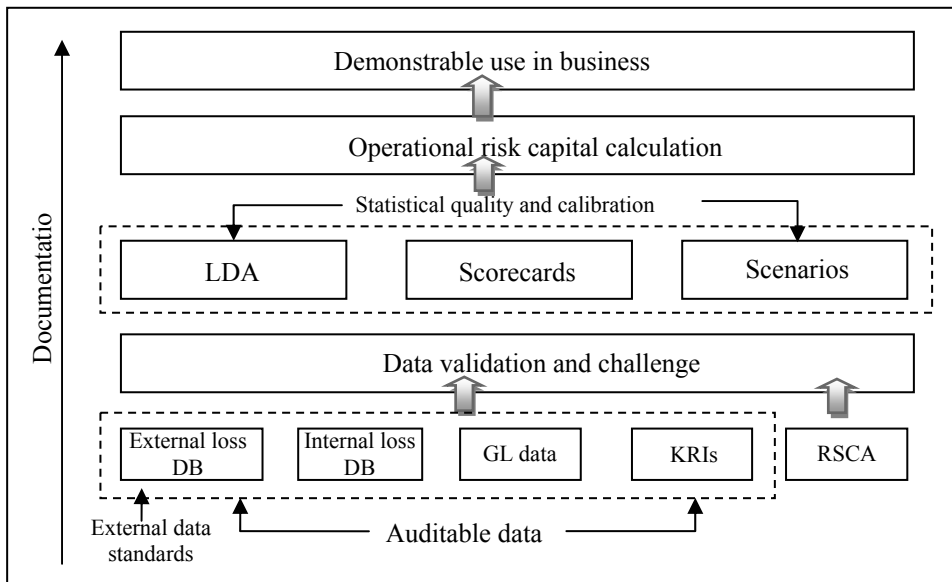 Demonstrable use in business
Operational risk capital calculation
Statistical quality and calibration
LDA
Scorecards
Scenarios
Documentatio
Data validation and challenge
External loss
DB
Internal loss
DB
GL data
KRIs
RSCA
External data
standards
Auditable data